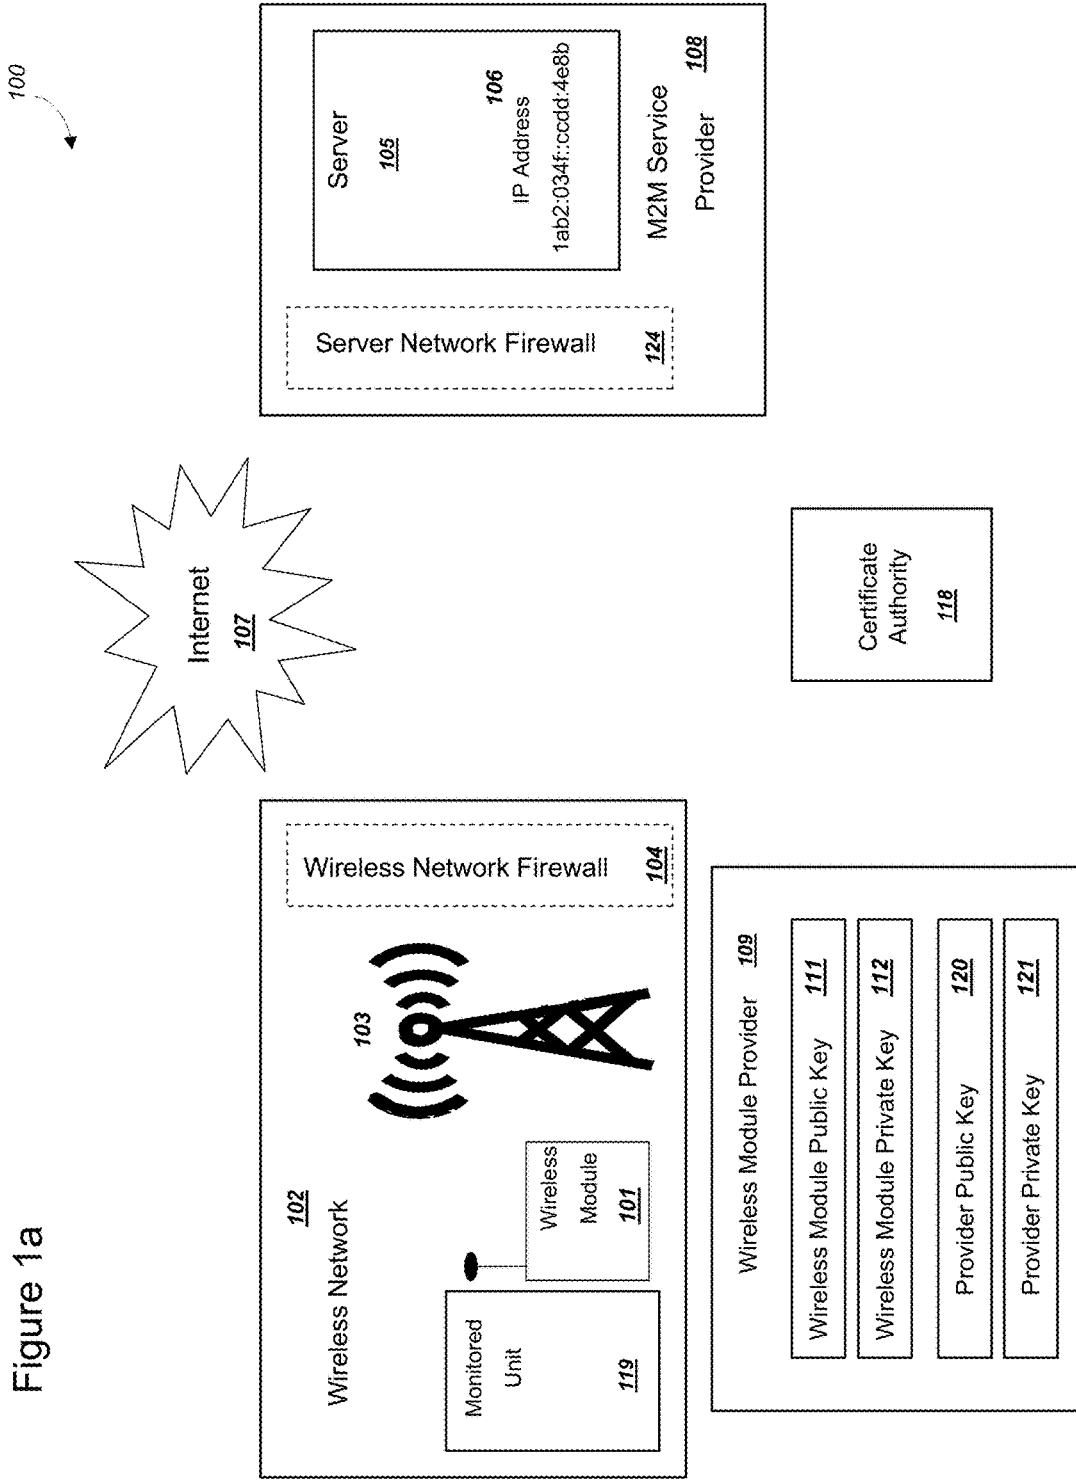 Figure 1a
100
Wireless Network
102
Monitored
Unit
119
Wireless
Module
101
103
Wireless Network Firewall
104
Internet
107
Server Network Firewall
124
Server
105
106
IP Address
1ab2:034f::ccdd:4e8b
M2M Service
Provider
108
Wireless Module Provider
109
Wireless Module Public Key
111
Wireless Module Private Key
112
Provider Public Key
120
Provider Private Key
121
Certificate
Authority
118